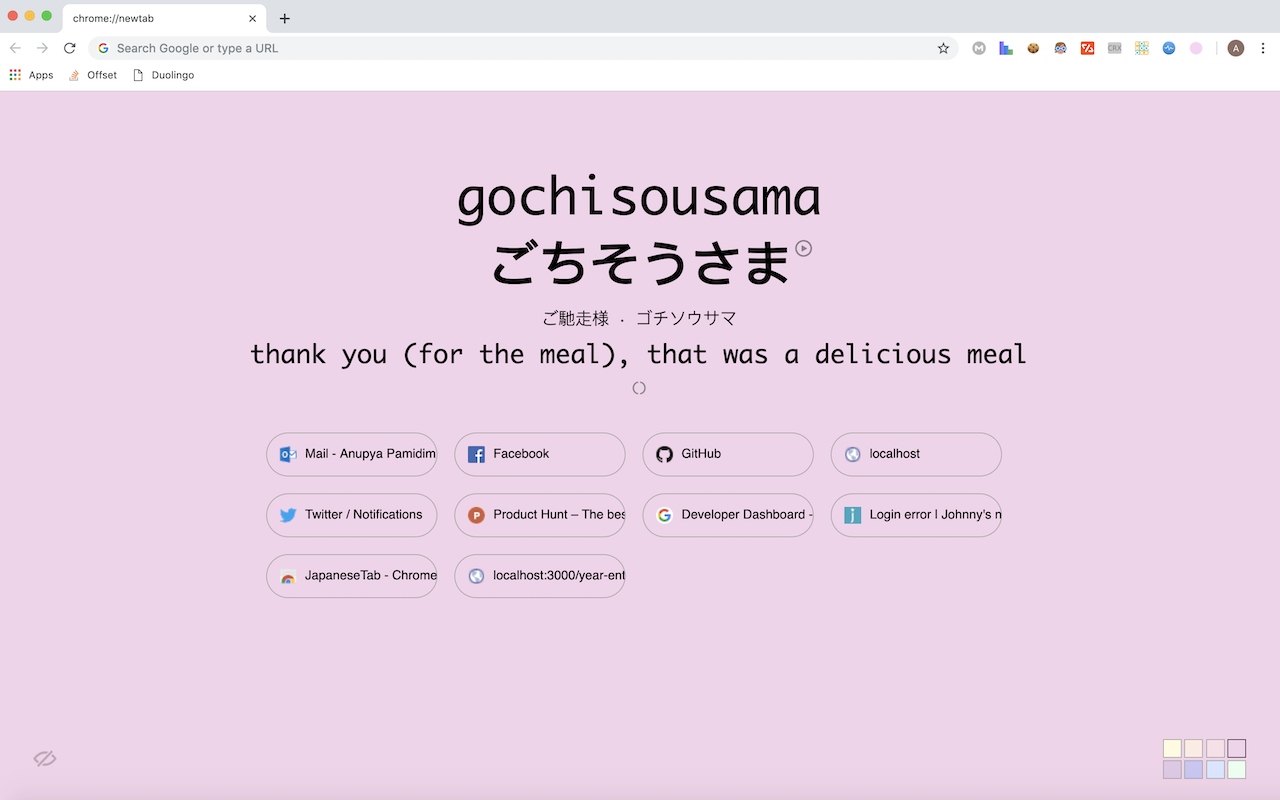 chrome://newtab
Search Google or type a URL
A
Apps Offset Duolingo
gochisousama
ごちそうさま
ご馳走様 · ゴチソウサマ
thank you (for the meal), that was a delicious meal
Mail - Anupya Pamidim Facebook GitHub localhost
Twitter / Notifications Product Hunt – The bes Developer Dashboard - Login error | Johnny's n
JapaneseTab - Chrome localhost:3000/year-ent